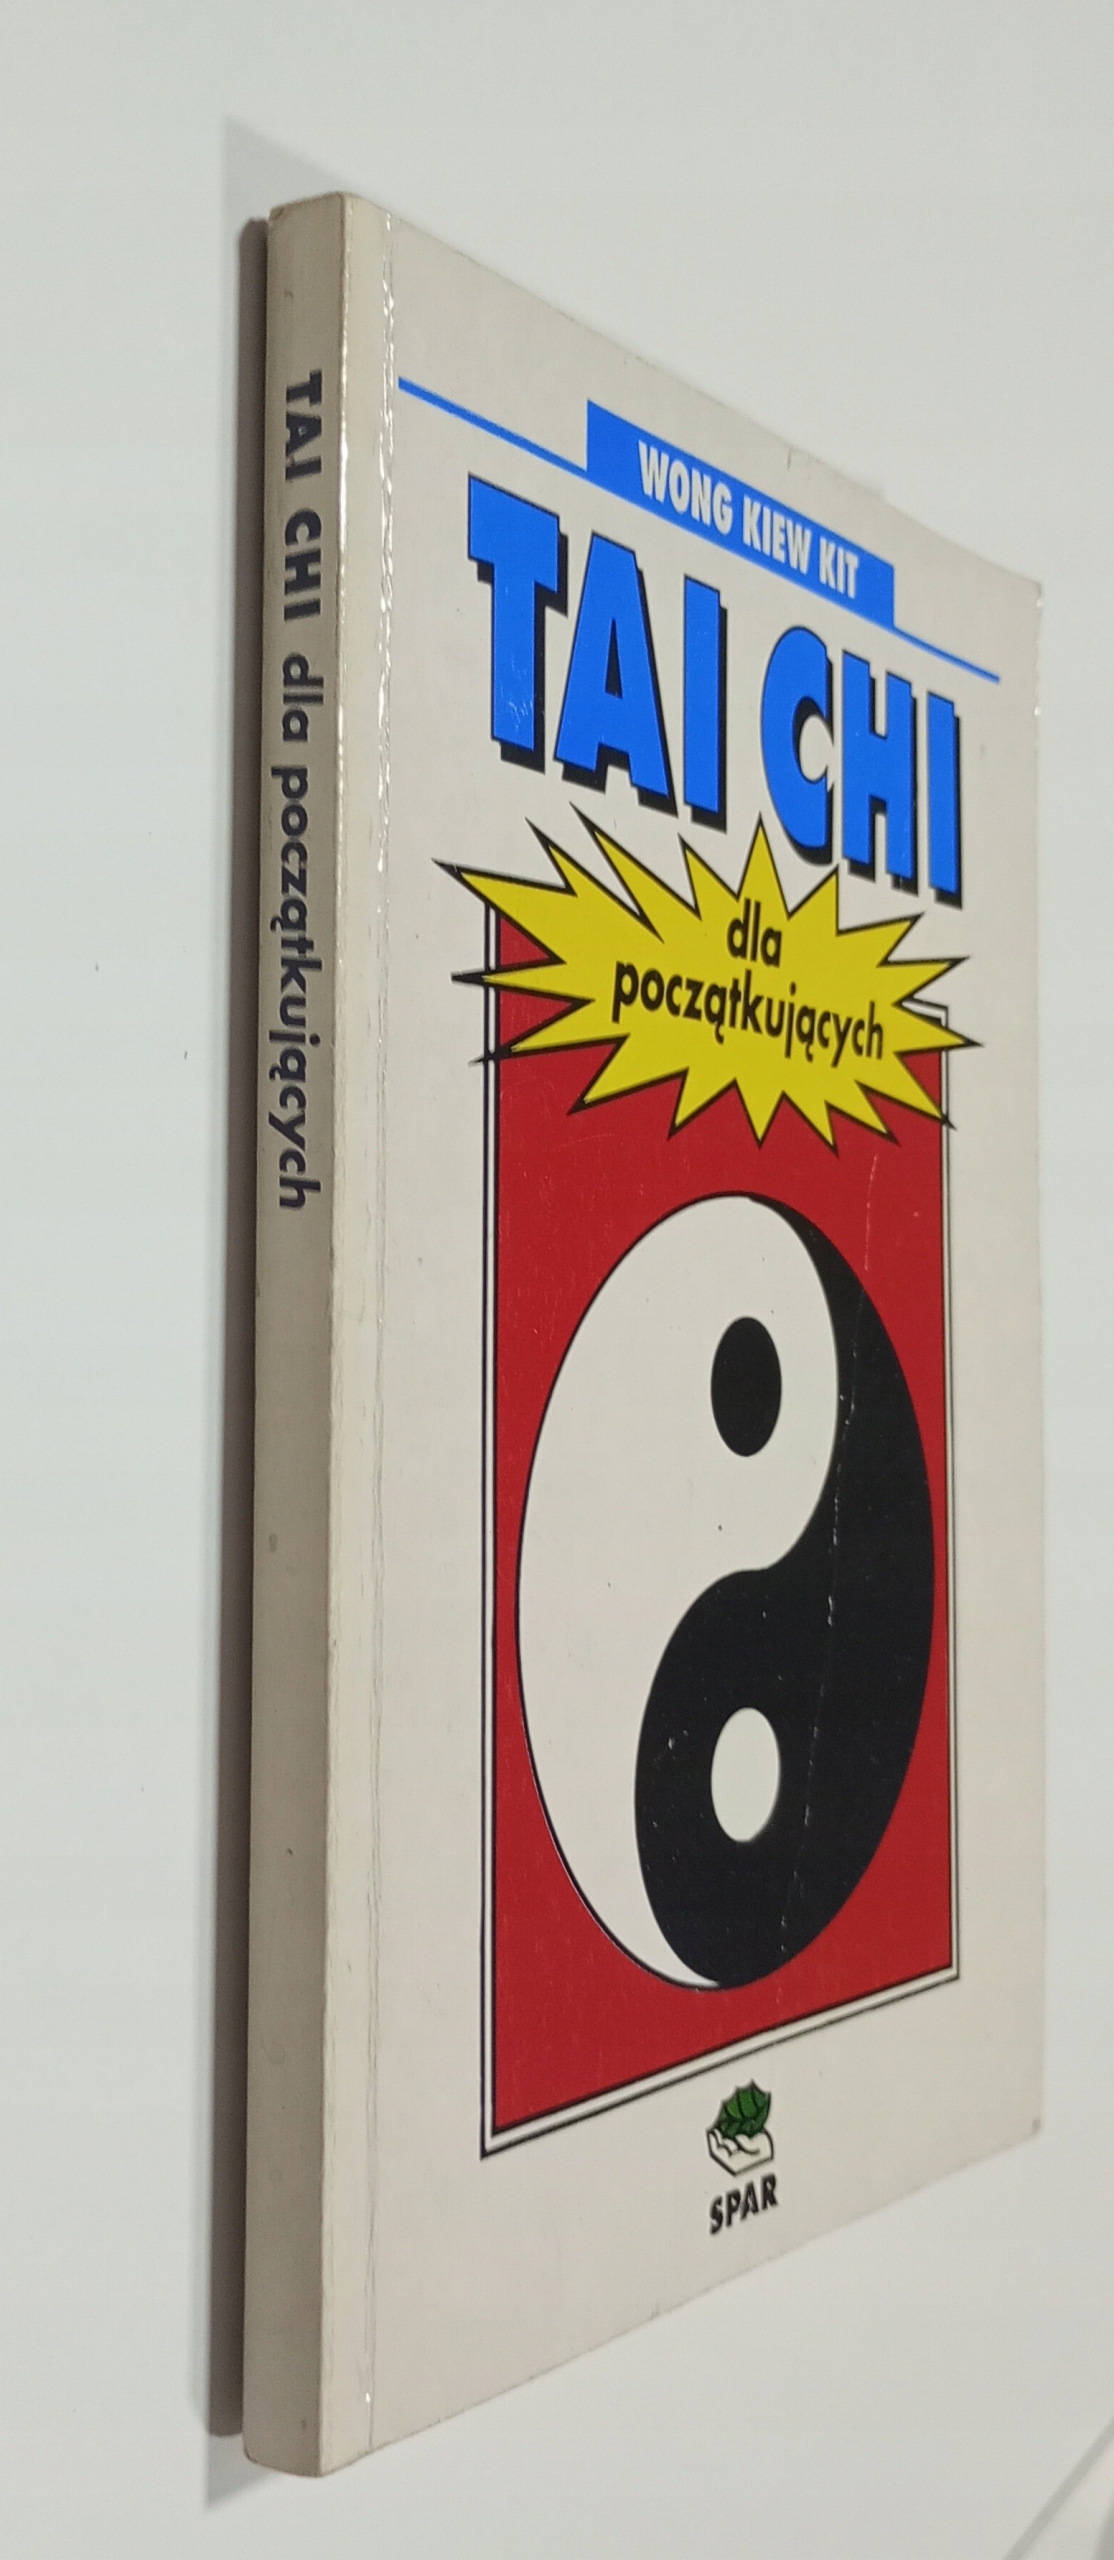 TAI CHI dla początkujących
WONG KIEW KIT
TAI CHI
dla
początkujących
SPAR